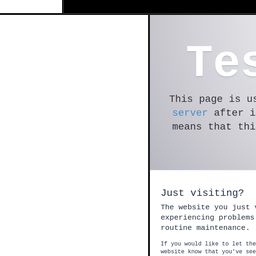 Tes
This page is us
server after i
means that thi
Just visiting?
The website you just v
experiencing problems
routine maintenance.
If you would like to let the
website know that you've see